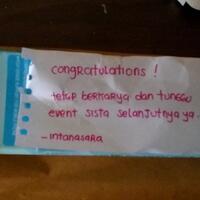 congratulations !
tetap berkarya dan tunggu
event sista selanjutnya ya.
- intanasara